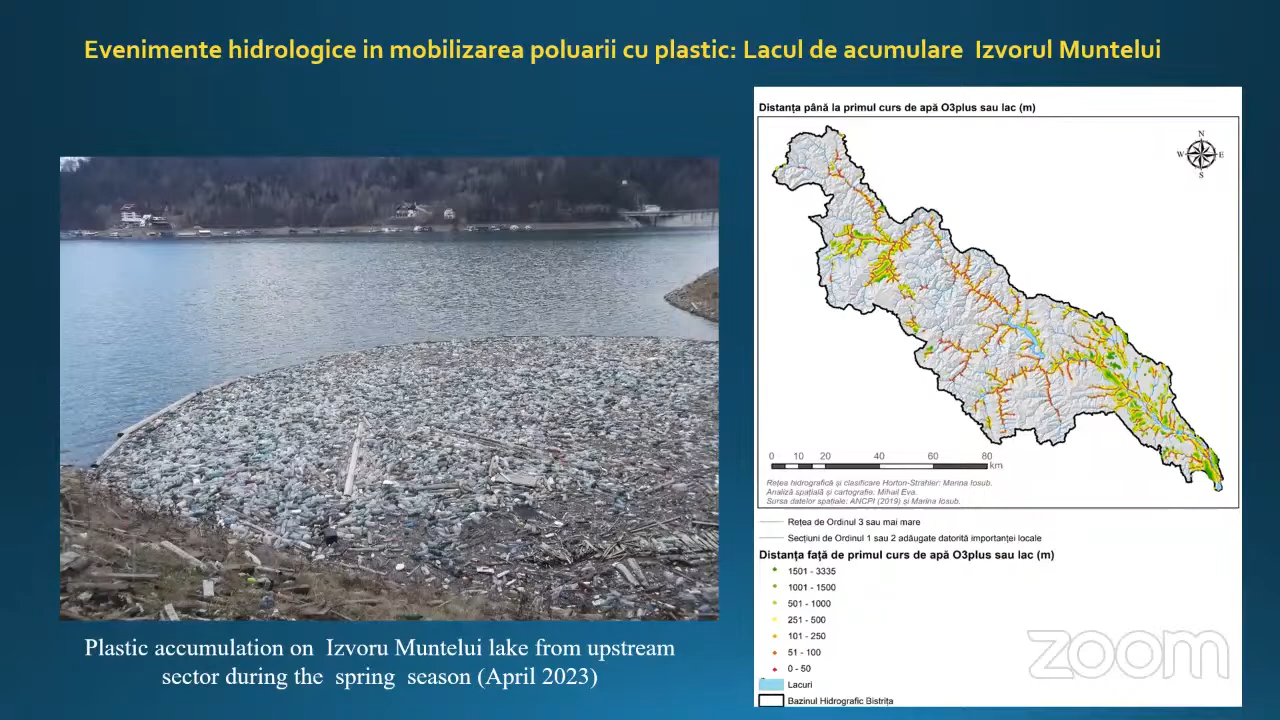 Evenimente hidrologice in mobilizarea poluarii cu plastic: Lacul de acumulare Izvorul Muntelui
Plastic accumulation on Izvoru Muntelui lake from upstream
sector during the spring season (April 2023)
Distanța până la primul curs de apă O3plus sau lac (m)
N
W E
S
0 10 20 40 60 80
km
Rețea hidrografică și clasificare Horton-Strahler: Marina Iosub.
Analiză spațială și cartografie: Mihail Eva.
Sursa datelor spațiale: ANCPI (2019) și Marina Iosub.
Rețea de Ordinul 3 sau mai mare
Secțiuni de Ordinul 1 sau 2 adăugate datorită importanței locale
Distanța față de primul curs de apă O3plus sau lac (m)
1501 - 3335
1001 - 1500
501 - 1000
251 - 500
101 - 250
51 - 100
0 - 50
Lacuri
Bazinul Hidrografic Bistrița
zoom